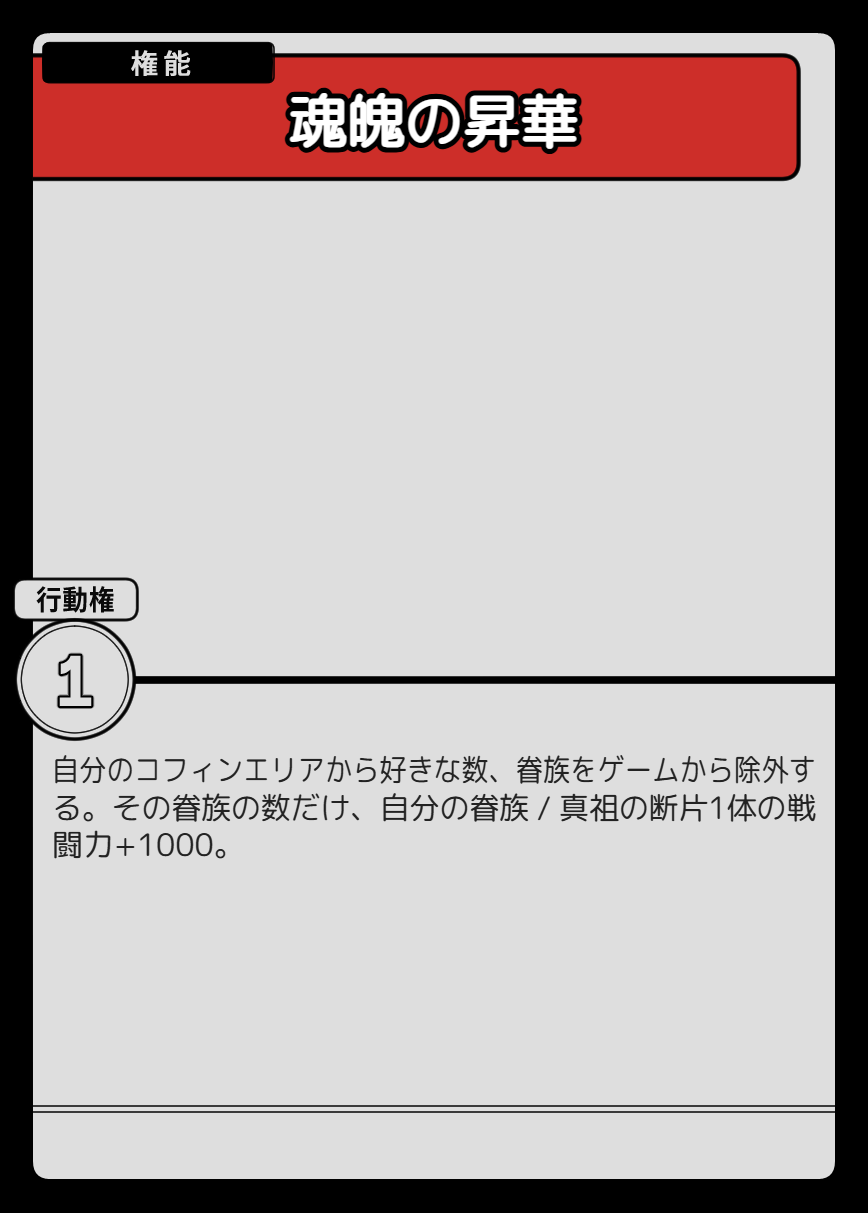 権能
魂魄の昇華
行動権
1
自分のコフィンエリアから好きな数、眷族をゲームから除外す
る。その眷族の数だけ、自分の眷族 / 真祖の断片1体の戦
闘力+1000。